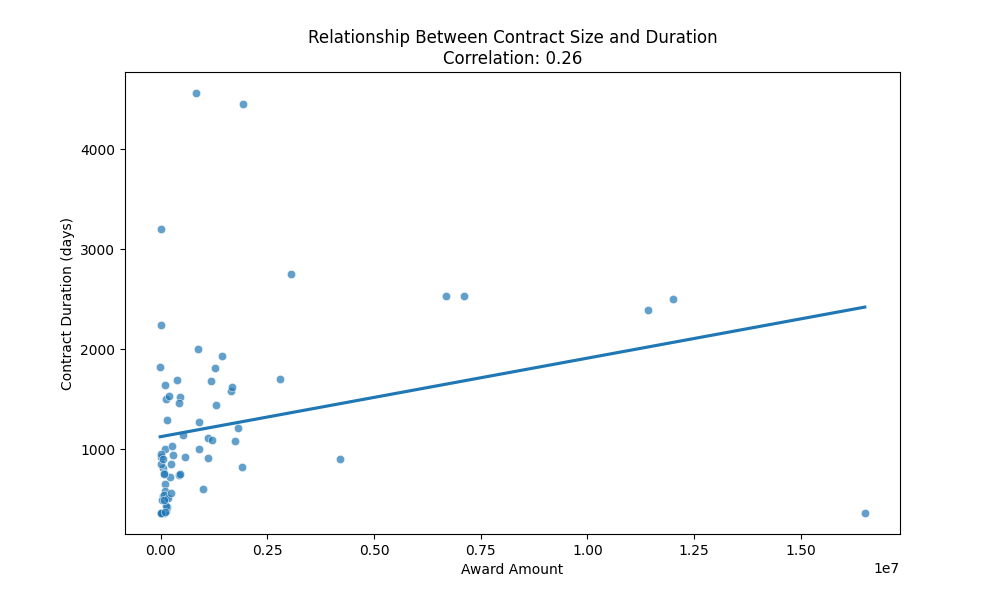 Relationship Between Contract Size and Duration
Correlation: 0.26
4000
3000
2000
1000
Contract Duration (days)
0.00 0.25 0.50 0.75 1.00 1.25 1.50
1e7
Award Amount